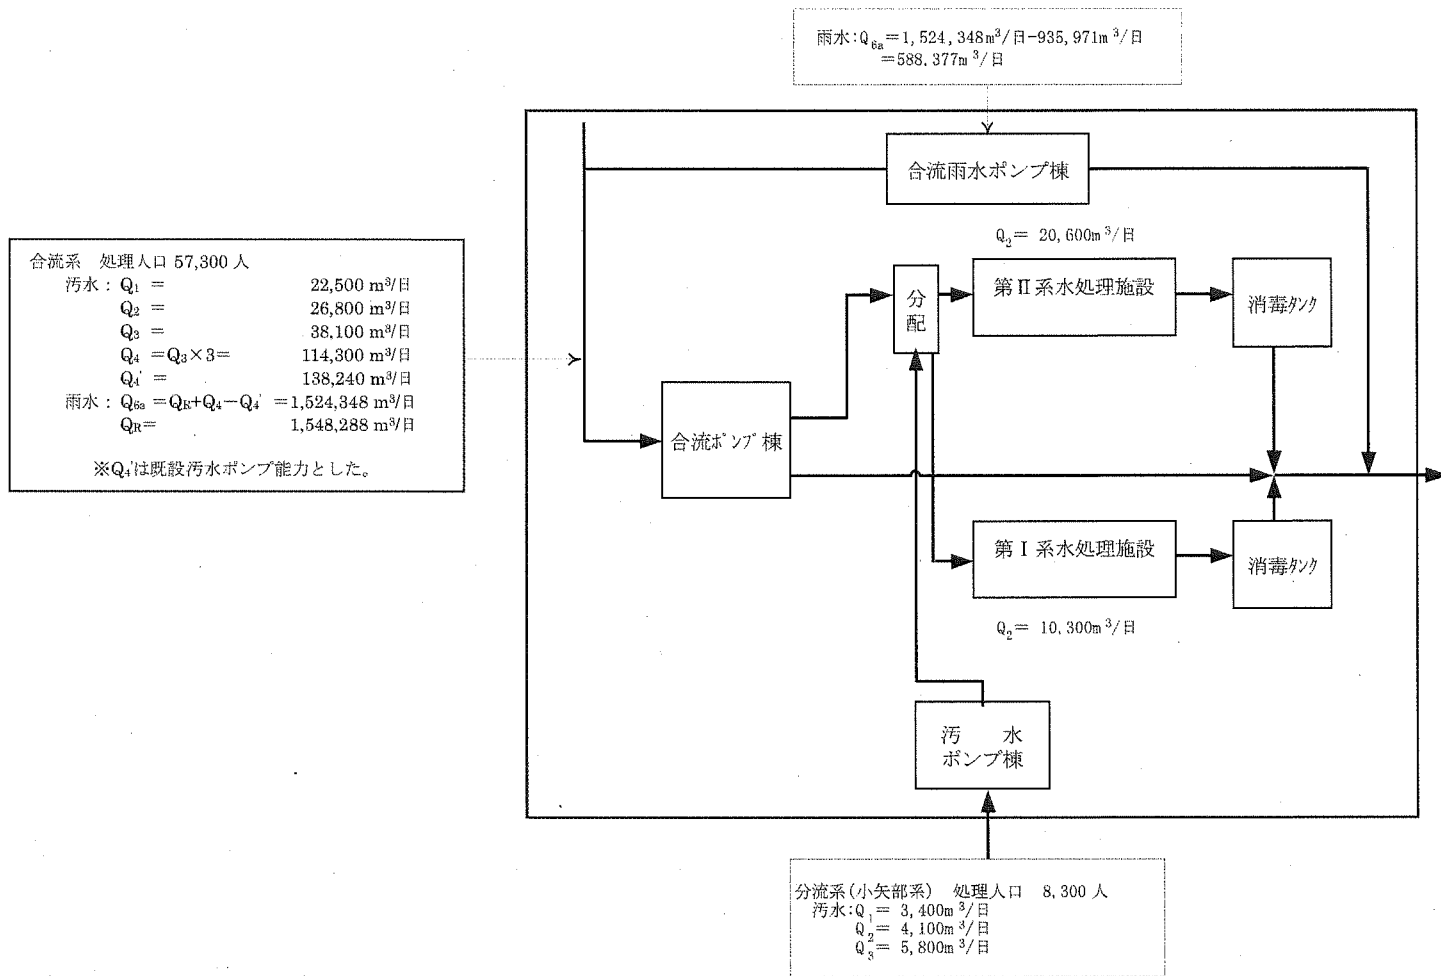 雨水:Q6a=1,524,348m³/日-935,971m³/日
=588.377m³/日
合流雨水ポンプ棟
Q2= 20,600m³/日
合流系 処理人口 57,300 人
汚水:Q1 = 22,500 m³/日
Q2 = 26,800 m³/日
Q3 = 38,100 m³/日
Q4 =Q3×3= 114,300 m³/日
Q4' = 138,240 m³/日
雨水:Q6a =QR+Q4-Q4' =1,524,348 m³/日
QR= 1,548,288 m³/日
※Q4'は既設汚水ポンプ能力とした。
分配
第Ⅱ系水処理施設
消毒タンク
合流ポンプ棟
第Ⅰ系水処理施設
消毒タンク
Q2= 10,300m³/日
汚 水
ポンプ棟
分流系(小矢部系) 処理人口 8,300 人
汚水:Q1= 3,400m³/日
Q2= 4,100m³/日
Q3= 5,800m³/日